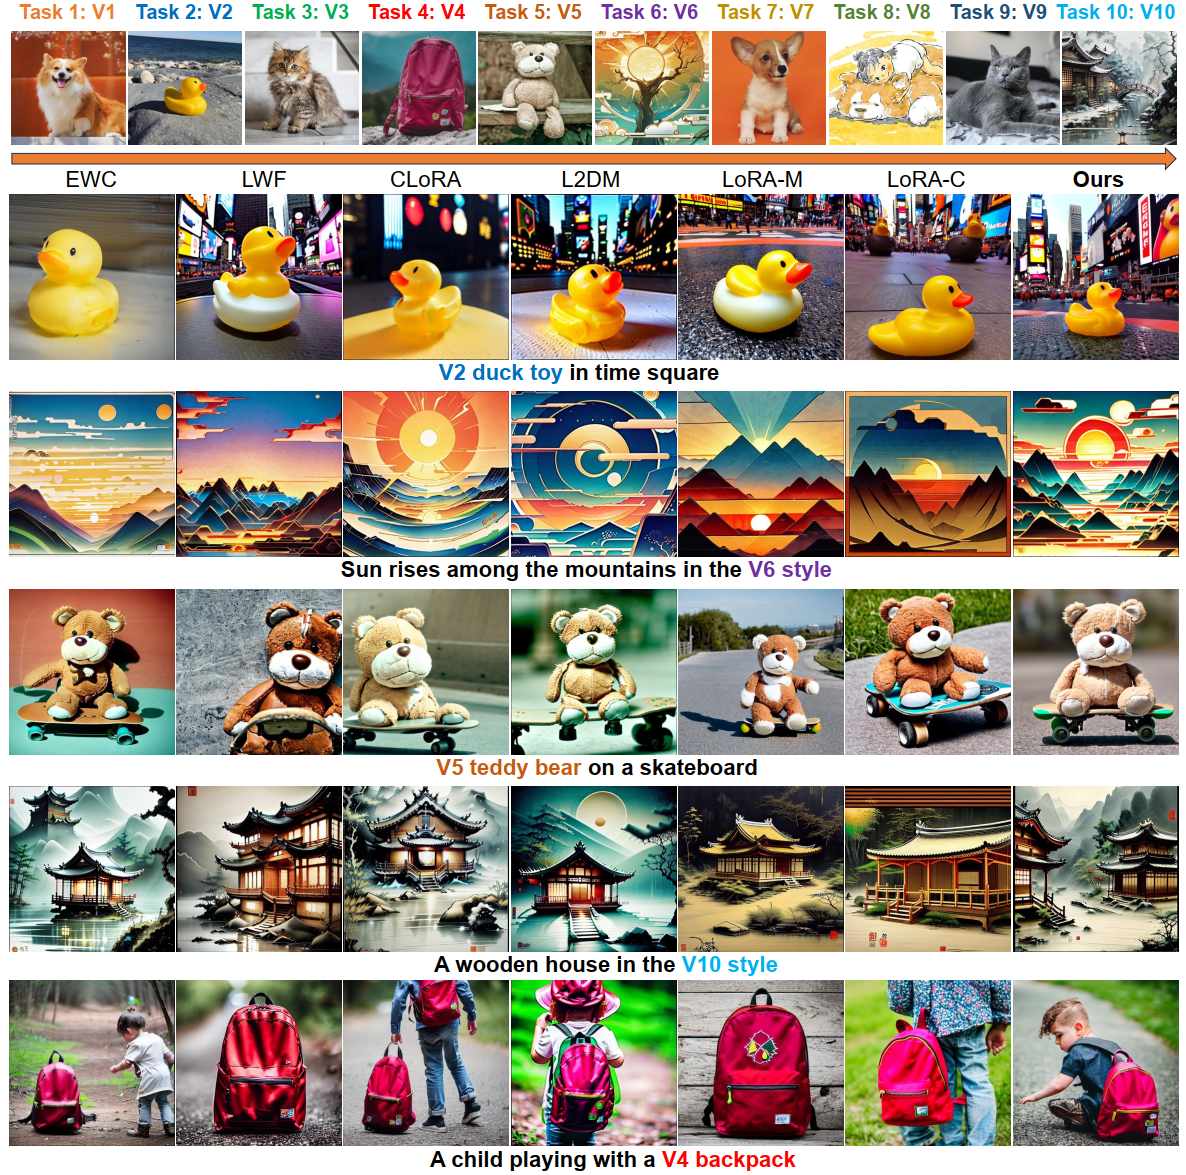 Task 1: V1 Task 2: V2 Task 3: V3 Task 4: V4 Task 5: V5 Task 6: V6 Task 7: V7 Task 8: V8 Task 9: V9 Task 10: V10
EWC LWF CLoRA L2DM LoRA-M LoRA-C Ours
V2 duck toy in time square
Sun rises among the mountains in the V6 style
V5 teddy bear on a skateboard
A wooden house in the V10 style
A child playing with a V4 backpack